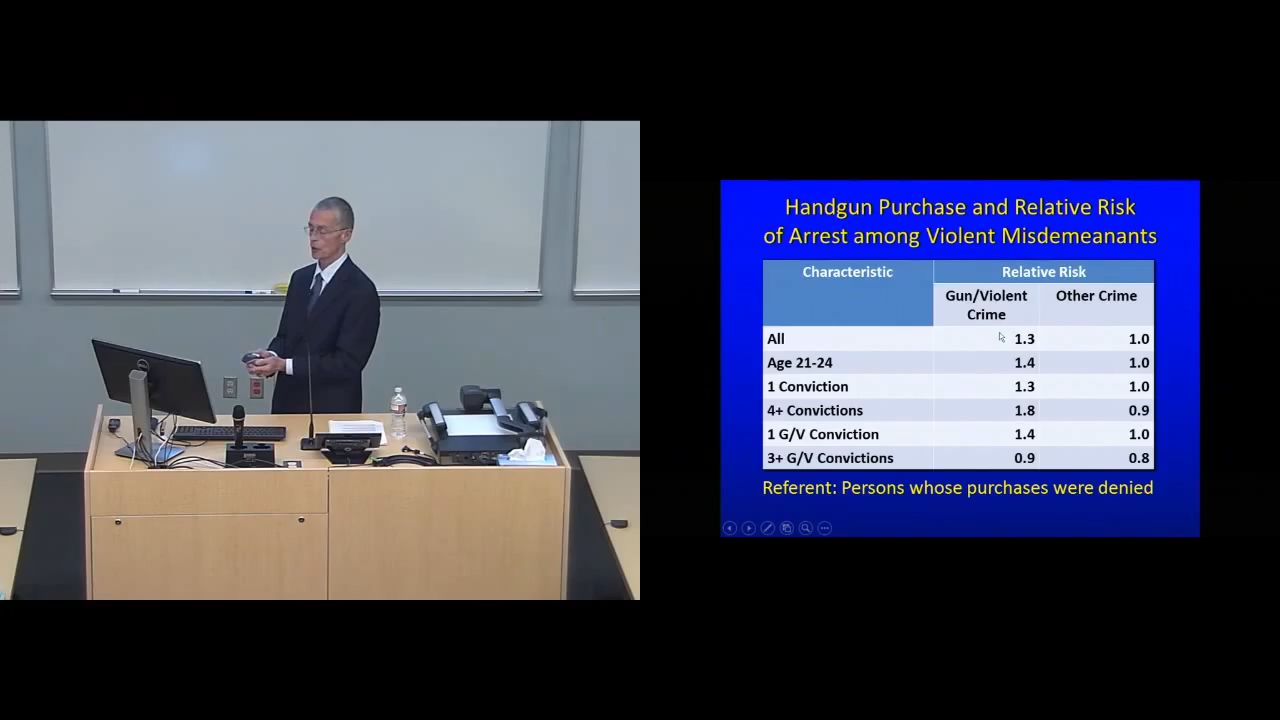 Handgun Purchase and Relative Risk
of Arrest among Violent Misdemeanants
Characteristic
Relative Risk
Gun/Violent
Crime
Other Crime
All 1.3 1.0
Age 21-24 1.4 1.0
1 Conviction 1.3 1.0
4+ Convictions 1.8 0.9
1 G/V Conviction 1.4 1.0
3+ G/V Convictions 0.9 0.8
Referent: Persons whose purchases were denied